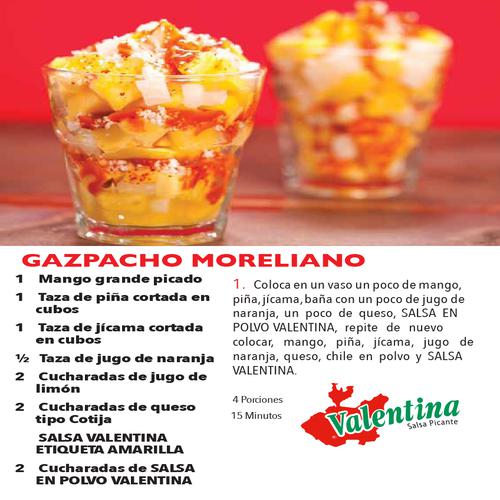 GAZPACHO MORELIANO
1 Mango grande picado
1 Taza de piña cortada en
cubos
1 Taza de jícama cortada
en cubos
½ Taza de jugo de naranja
2 Cucharadas de jugo de
limón
2 Cucharadas de queso
tipo Cotija
SALSA VALENTINA
ETIQUETA AMARILLA
2 Cucharadas de SALSA
EN POLVO VALENTINA
1. Coloca en un vaso un poco de mango,
piña, jícama, baña con un poco de jugo de
naranja, un poco de queso, SALSA EN
POLVO VALENTINA, repite de nuevo
colocar, mango, piña, jícama, jugo de
naranja, queso, chile en polvo y SALSA
VALENTINA.
4 Porciones
15 Minutos
Valentina
Salsa Picante